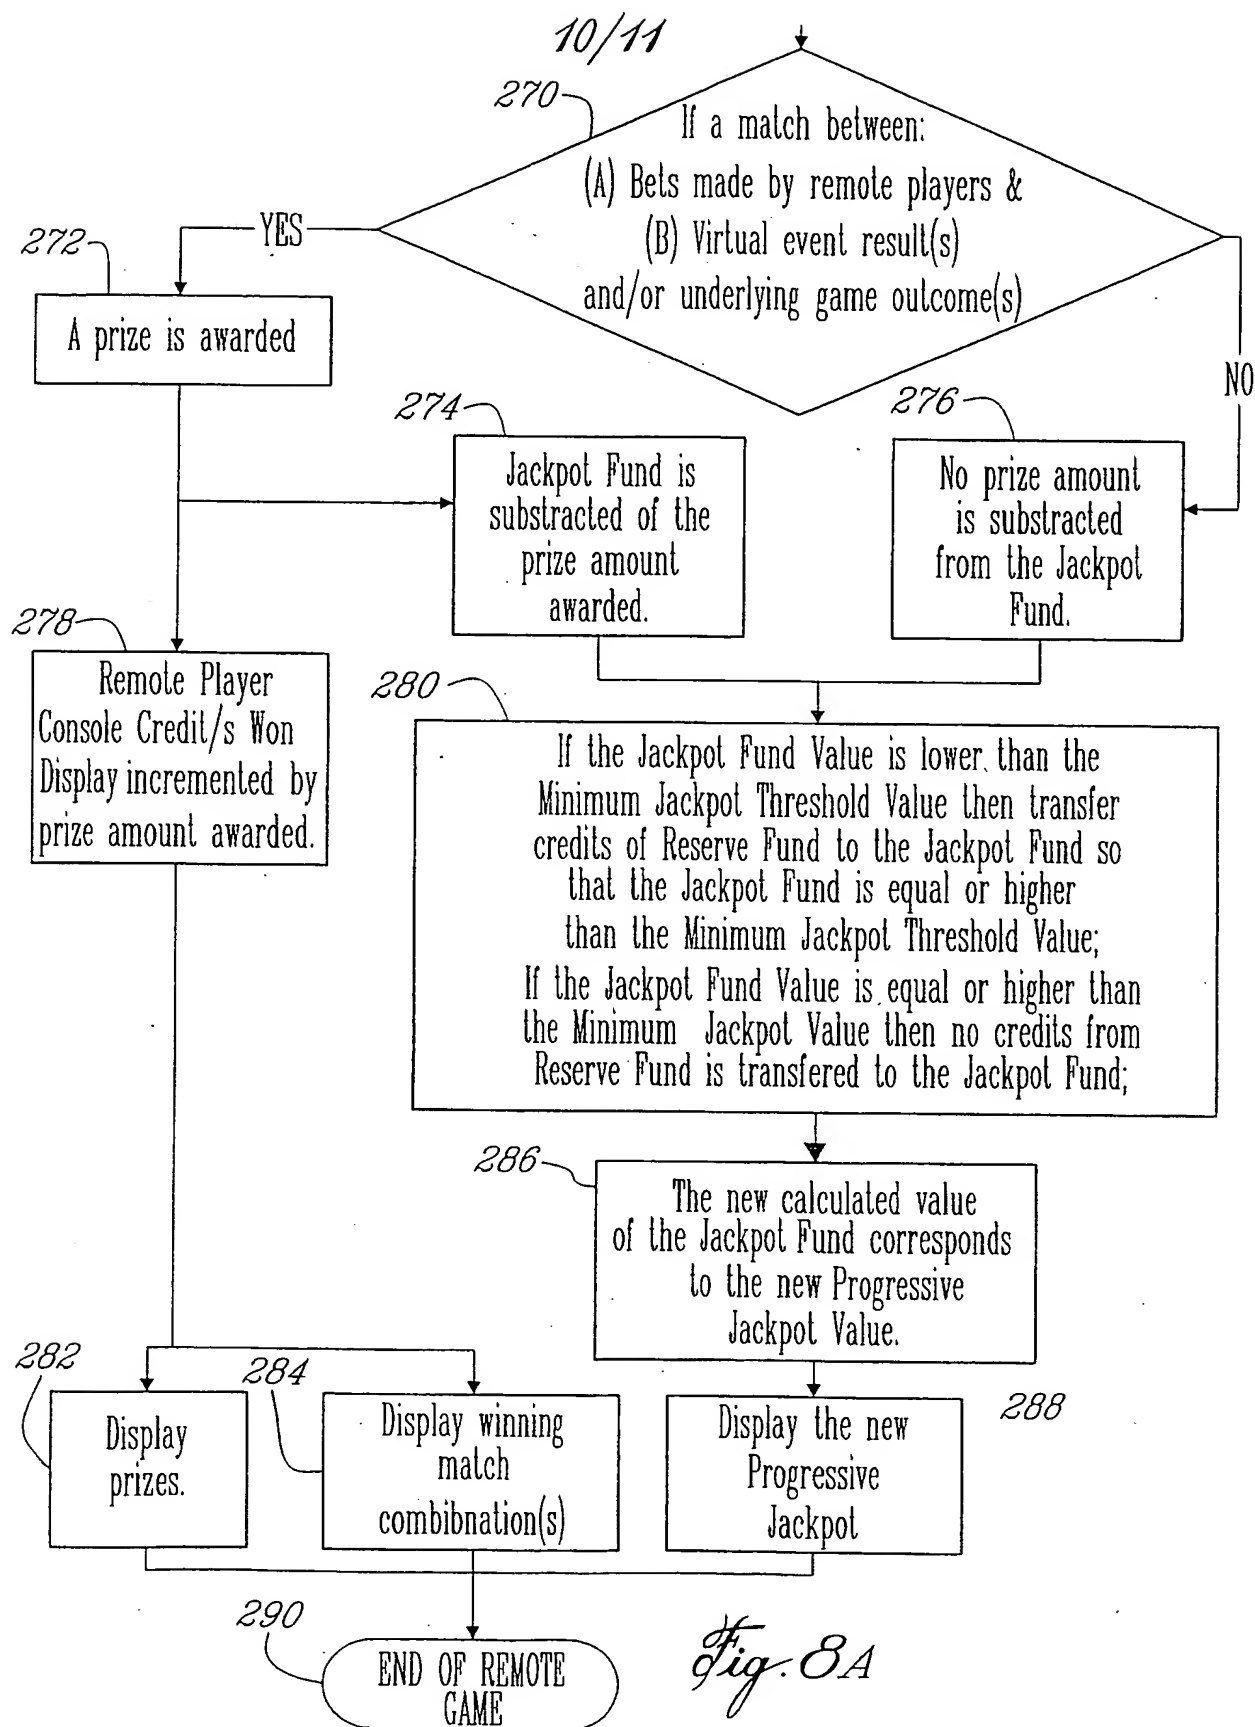 10/11
270
If a match between:
(A) Bets made by remote players &
(B) Virtual event result(s)
and/or underlying game outcome(s)
YES
NO
272
A prize is awarded
274
Jackpot Fund is
substracted of the
prize amount
awarded.
276
No prize amount
is substracted
from the Jackpot
Fund.
278
Remote Player
Console Credit/s Won
Display incremented by
prize amount awarded.
280
If the Jackpot Fund Value is lower than the
Minimum Jackpot Threshold Value then transfer
credits of Reserve Fund to the Jackpot Fund so
that the Jackpot Fund is equal or higher
than the Minimum Jackpot Threshold Value;
If the Jackpot Fund Value is equal or higher than
the Minimum Jackpot Value then no credits from
Reserve Fund is transfered to the Jackpot Fund;
286
The new calculated value
of the Jackpot Fund corresponds
to the new Progressive
Jackpot Value.
282
Display
prizes.
284
Display winning
match
combibnation(s)
288
Display the new
Progressive
Jackpot
290
END OF REMOTE
GAME
Fig. 8A